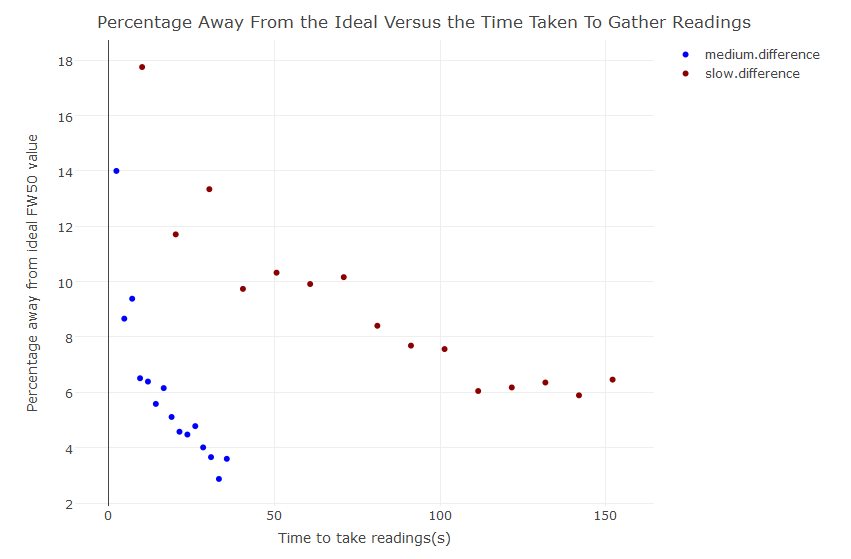 Percentage Away From the Ideal Versus the Time Taken To Gather Readings
medium.difference
slow.difference
Percentage away from ideal FW50 value
18
16
14
12
10
8
6
4
2
0
50
100
150
Time to take readings(s)